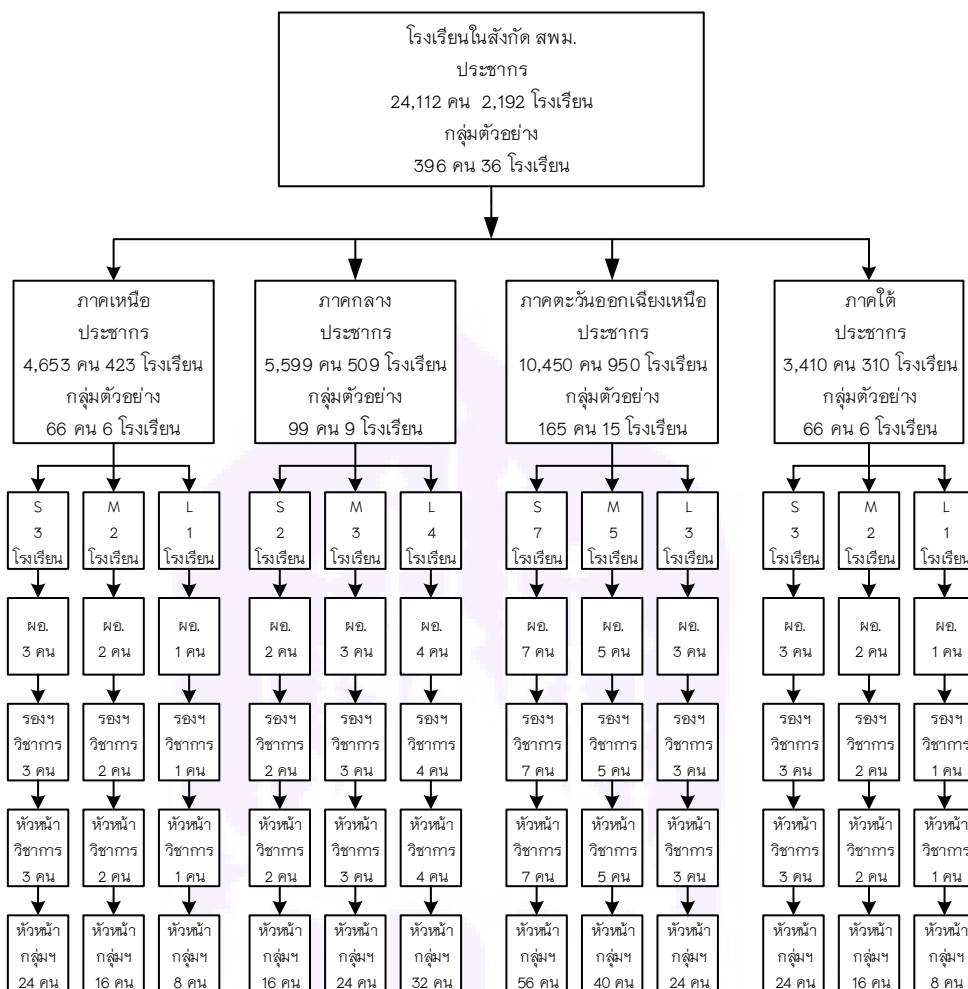 โรงเรียนในสังกัด สพม.
ประชากร
24,112 คน 2,192 โรงเรียน
กลุ่มตัวอย่าง
396 คน 36 โรงเรียน
ภาคเหนือ
ประชากร
4,653 คน 423 โรงเรียน
กลุ่มตัวอย่าง
66 คน 6 โรงเรียน
ภาคกลาง
ประชากร
5,599 คน 509 โรงเรียน
กลุ่มตัวอย่าง
99 คน 9 โรงเรียน
ภาคตะวันออกเฉียงเหนือ
ประชากร
10,450 คน 950 โรงเรียน
กลุ่มตัวอย่าง
165 คน 15 โรงเรียน
ภาคใต้
ประชากร
3,410 คน 310 โรงเรียน
กลุ่มตัวอย่าง
66 คน 6 โรงเรียน
S
3
โรงเรียน
M
2
โรงเรียน
L
1
โรงเรียน
S
2
โรงเรียน
M
3
โรงเรียน
L
4
โรงเรียน
S
7
โรงเรียน
M
5
โรงเรียน
L
3
โรงเรียน
S
3
โรงเรียน
M
2
โรงเรียน
L
1
โรงเรียน
ผอ.
3 คน
ผอ.
2 คน
ผอ.
1 คน
ผอ.
2 คน
ผอ.
3 คน
ผอ.
4 คน
ผอ.
7 คน
ผอ.
5 คน
ผอ.
3 คน
ผอ.
3 คน
ผอ.
2 คน
ผอ.
1 คน
รองฯ
วิชาการ
3 คน
รองฯ
วิชาการ
2 คน
รองฯ
วิชาการ
1 คน
รองฯ
วิชาการ
2 คน
รองฯ
วิชาการ
3 คน
รองฯ
วิชาการ
4 คน
รองฯ
วิชาการ
7 คน
รองฯ
วิชาการ
5 คน
รองฯ
วิชาการ
3 คน
รองฯ
วิชาการ
3 คน
รองฯ
วิชาการ
2 คน
รองฯ
วิชาการ
1 คน
หัวหน้า
วิชาการ
3 คน
หัวหน้า
วิชาการ
2 คน
หัวหน้า
วิชาการ
1 คน
หัวหน้า
วิชาการ
2 คน
หัวหน้า
วิชาการ
3 คน
หัวหน้า
วิชาการ
4 คน
หัวหน้า
วิชาการ
7 คน
หัวหน้า
วิชาการ
5 คน
หัวหน้า
วิชาการ
3 คน
หัวหน้า
วิชาการ
3 คน
หัวหน้า
วิชาการ
2 คน
หัวหน้า
วิชาการ
1 คน
หัวหน้า
กลุ่มฯ
24 คน
หัวหน้า
กลุ่มฯ
16 คน
หัวหน้า
กลุ่มฯ
8 คน
หัวหน้า
กลุ่มฯ
16 คน
หัวหน้า
กลุ่มฯ
24 คน
หัวหน้า
กลุ่มฯ
32 คน
หัวหน้า
กลุ่มฯ
56 คน
หัวหน้า
กลุ่มฯ
40 คน
หัวหน้า
กลุ่มฯ
24 คน
หัวหน้า
กลุ่มฯ
24 คน
หัวหน้า
กลุ่มฯ
16 คน
หัวหน้า
กลุ่มฯ
8 คน